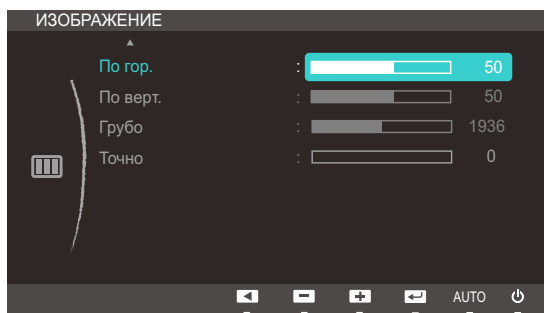 ИЗОБРАЖЕНИЕ
По гор. : 50
По верт. : 50
Грубо : 1936
Точно : 0
AUTO